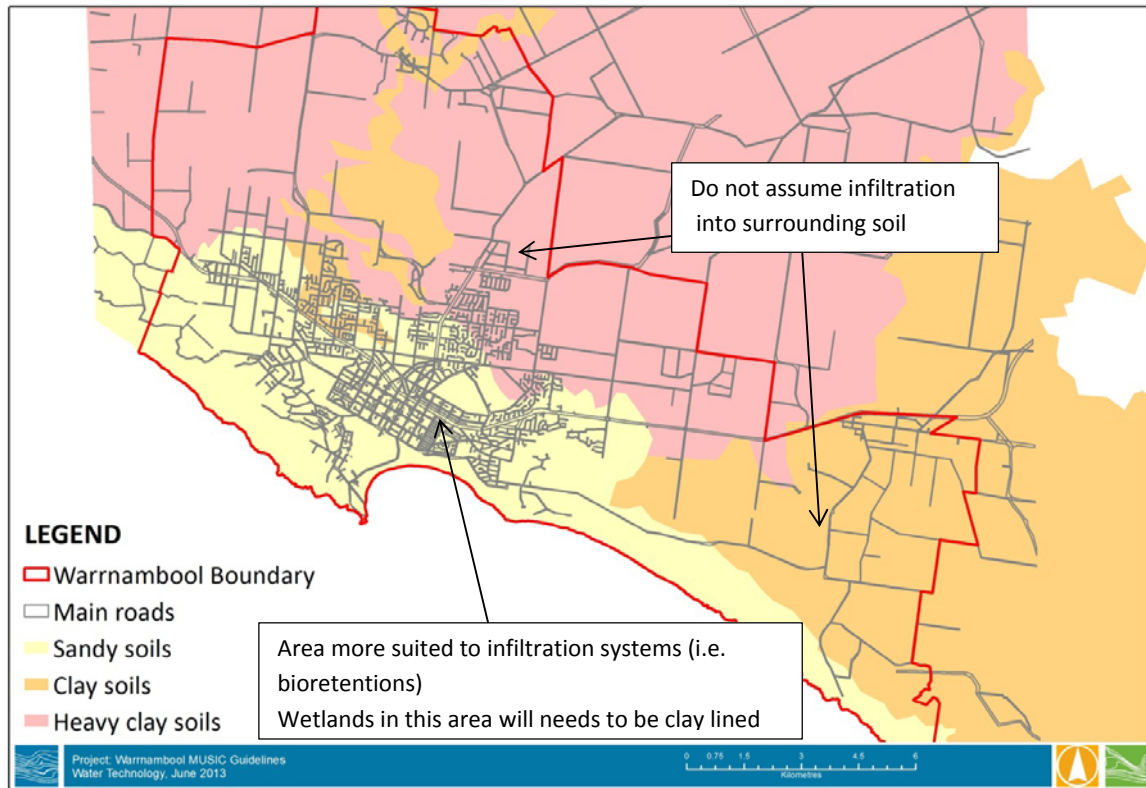 Do not assume infiltration
into surrounding soil
LEGEND
Warrnambool Boundary
Main roads
Sandy soils
Clay soils
Heavy clay soils
Area more suited to infiltration systems (i.e.
bioretentions)
Wetlands in this area will needs to be clay lined
Project: Warrnambool MUSIC Guidelines
Water Technology, June 2013
0 0.75 1.5 3 4.5 6
Kilometres